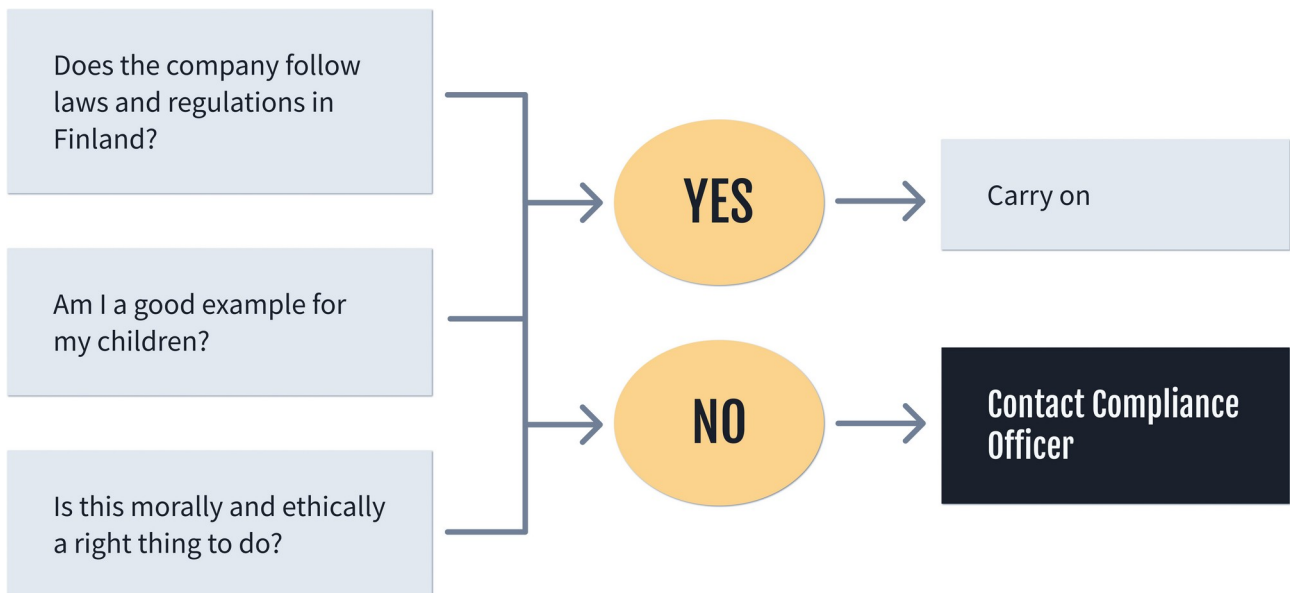 Does the company follow
laws and regulations in
Finland?
Am I a good example for
my children?
Is this morally and ethically
a right thing to do?
YES
NO
Carry on
Contact Compliance
Officer